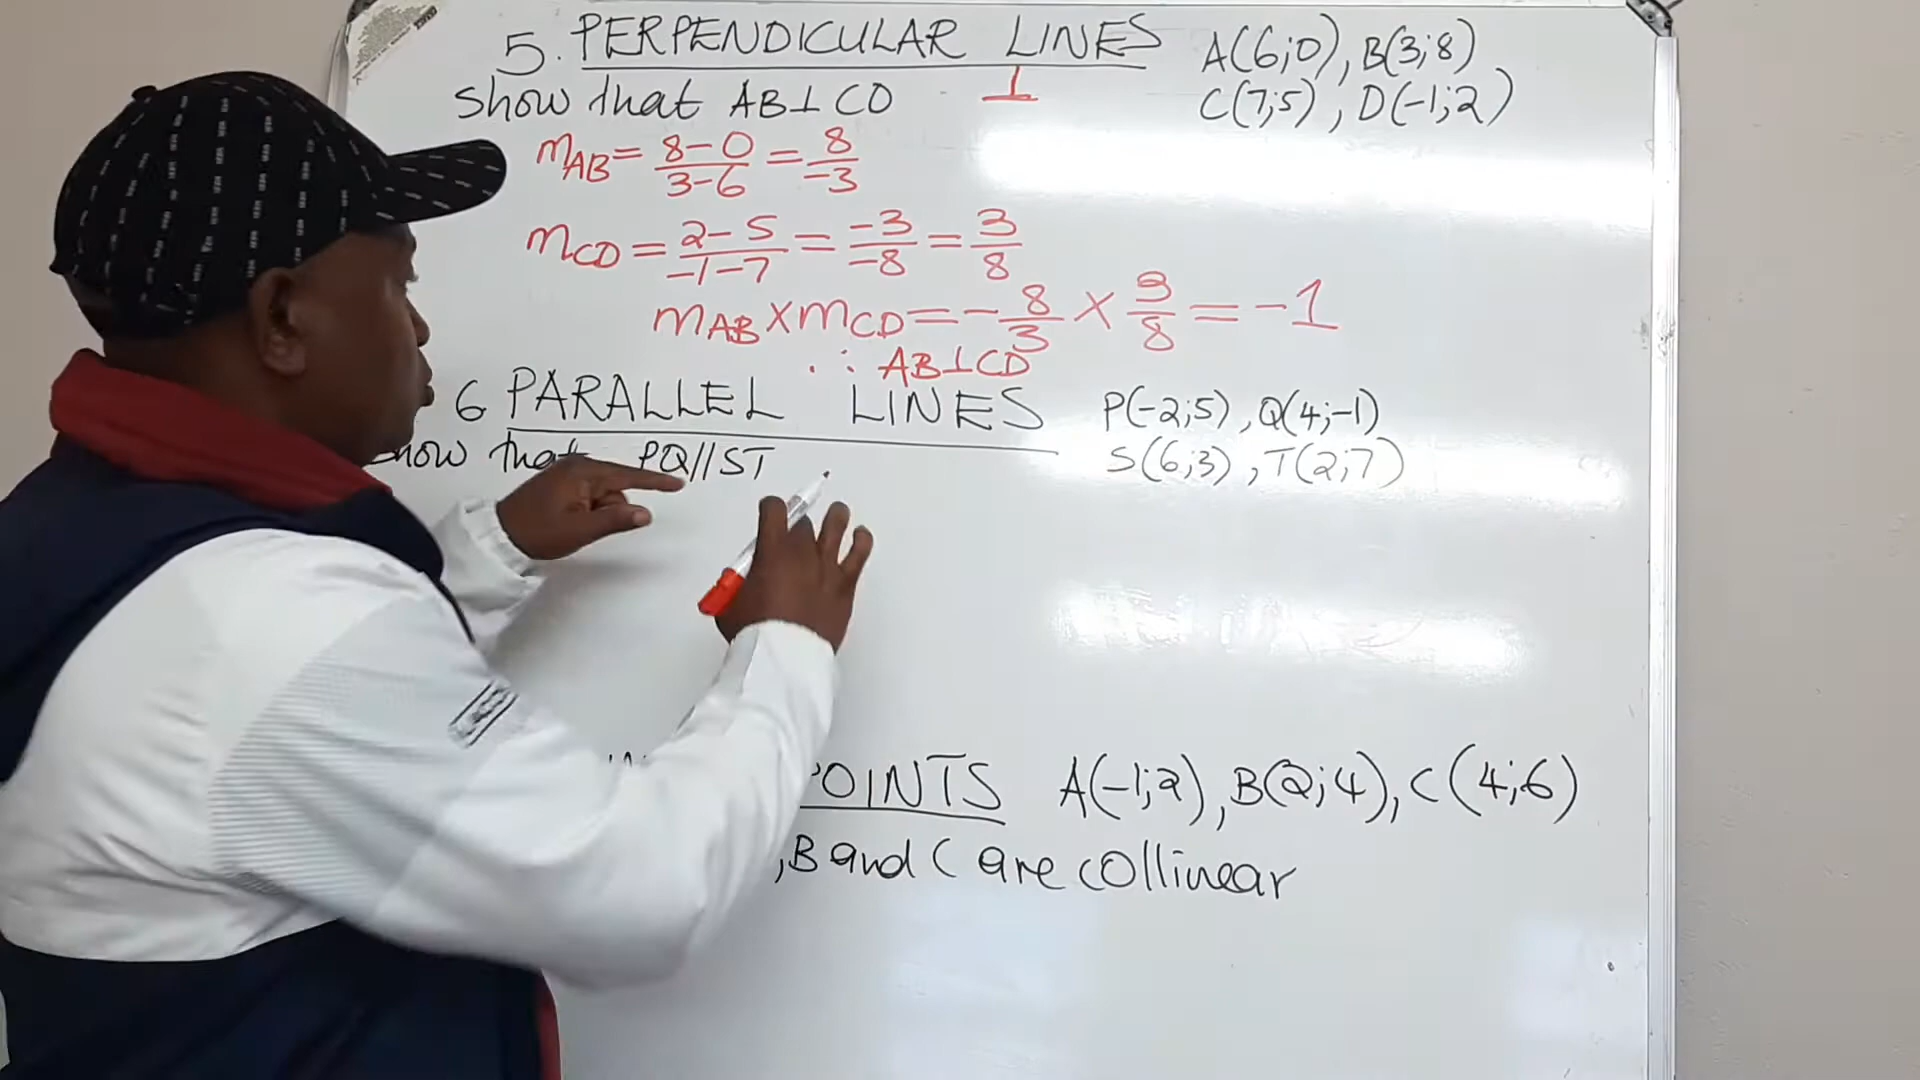 5. PERPENDICULAR LINES
A(6;0), B(3;8)
show that AB⊥CD ⊥
C(7;5), D(-1;2)
mAB = 8-0/3-6 = 8/-3
mCD = 2-5/-1-7 = -3/-8 = 3/8
mAB x mCD = -8/3 x 3/8 = -1
∴ AB⊥CD
6 PARALLEL LINES
P(-2;5), Q(4;-1)
how that PQ//ST
S(6;3), T(2;7)
OINTS A(-1;2), B(2;4), C(4;6)
, B and C are collinear